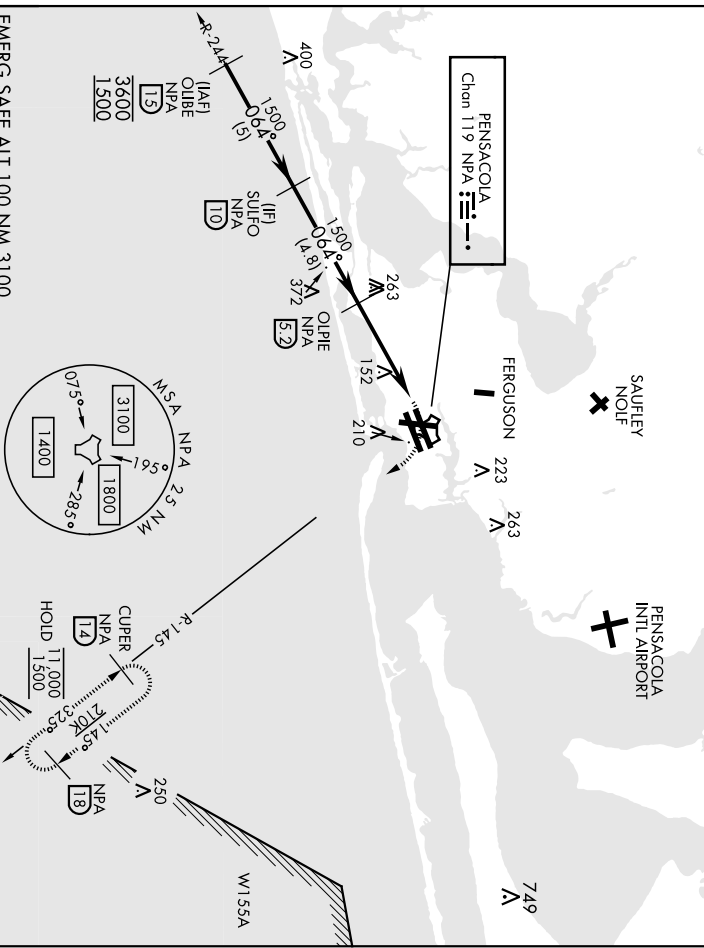 PENSACOLA
Chan 119 NPA
SAUFLEY
NOLF
FERGUSON
PENSACOLA
INTL AIRPORT
400
R-244
(IAF)
OLIBE
NPA
15
3600
1500
1500
064°
(5)
(IF)
SULFO
NPA
10
1500
064°
(4.8)
372
263
OLPIE
NPA
5.2
152
210
223
263
749
EMERG SAFE ALT 100 NM 3100
MSA NPA 25 NM
075°
195°
285°
3100
1800
1400
R-145
CUPER
NPA
14
HOLD
11,000
1500
325°
210K
145°
NPA
18
250
W155A